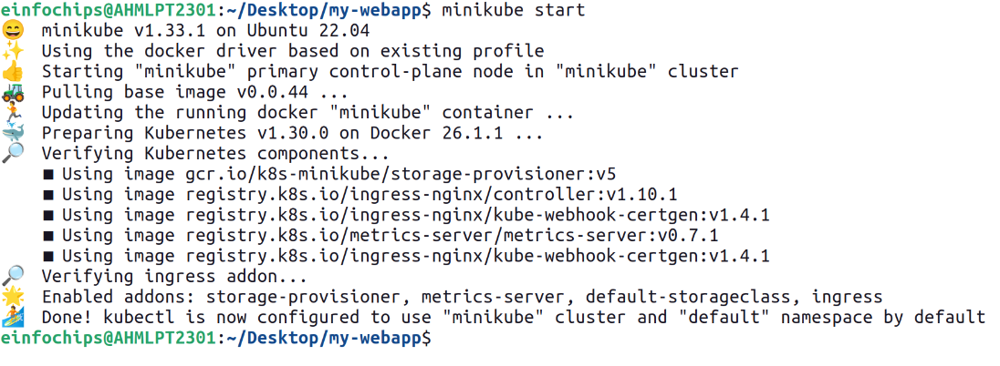 einfochips@AHMLPT2301:~/Desktop/my-webapp$ minikube start
😄 minikube v1.33.1 on Ubuntu 22.04
✨ Using the docker driver based on existing profile
👍 Starting "minikube" primary control-plane node in "minikube" cluster
🚜 Pulling base image v0.0.44 ...
🏃 Updating the running docker "minikube" container ...
🐳 Preparing Kubernetes v1.30.0 on Docker 26.1.1 ...
🔎 Verifying Kubernetes components...
▪ Using image gcr.io/k8s-minikube/storage-provisioner:v5
▪ Using image registry.k8s.io/ingress-nginx/controller:v1.10.1
▪ Using image registry.k8s.io/ingress-nginx/kube-webhook-certgen:v1.4.1
▪ Using image registry.k8s.io/metrics-server/metrics-server:v0.7.1
▪ Using image registry.k8s.io/ingress-nginx/kube-webhook-certgen:v1.4.1
🔎 Verifying ingress addon...
🌟 Enabled addons: storage-provisioner, metrics-server, default-storageclass, ingress
🏄 Done! kubectl is now configured to use "minikube" cluster and "default" namespace by default
einfochips@AHMLPT2301:~/Desktop/my-webapp$